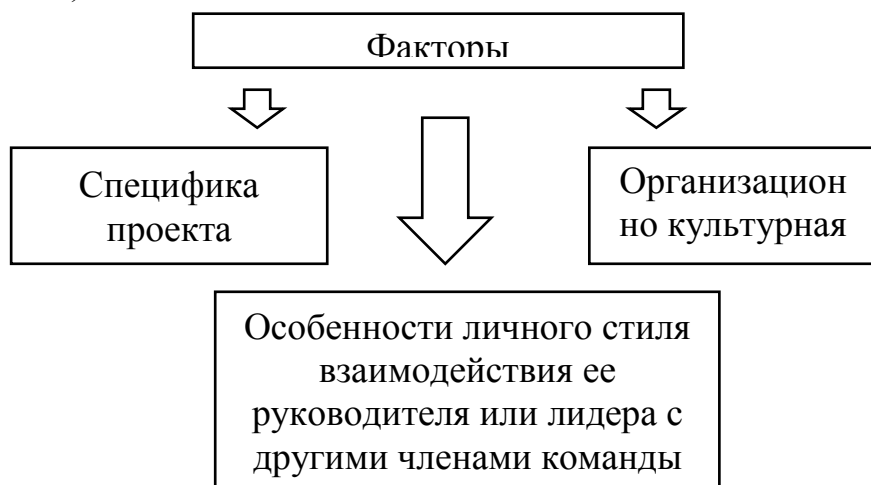 Факторы
Специфика
проекта
Организацион
но культурная
Особенности личного стиля
взаимодействия ее
руководителя или лидера с
другими членами команды